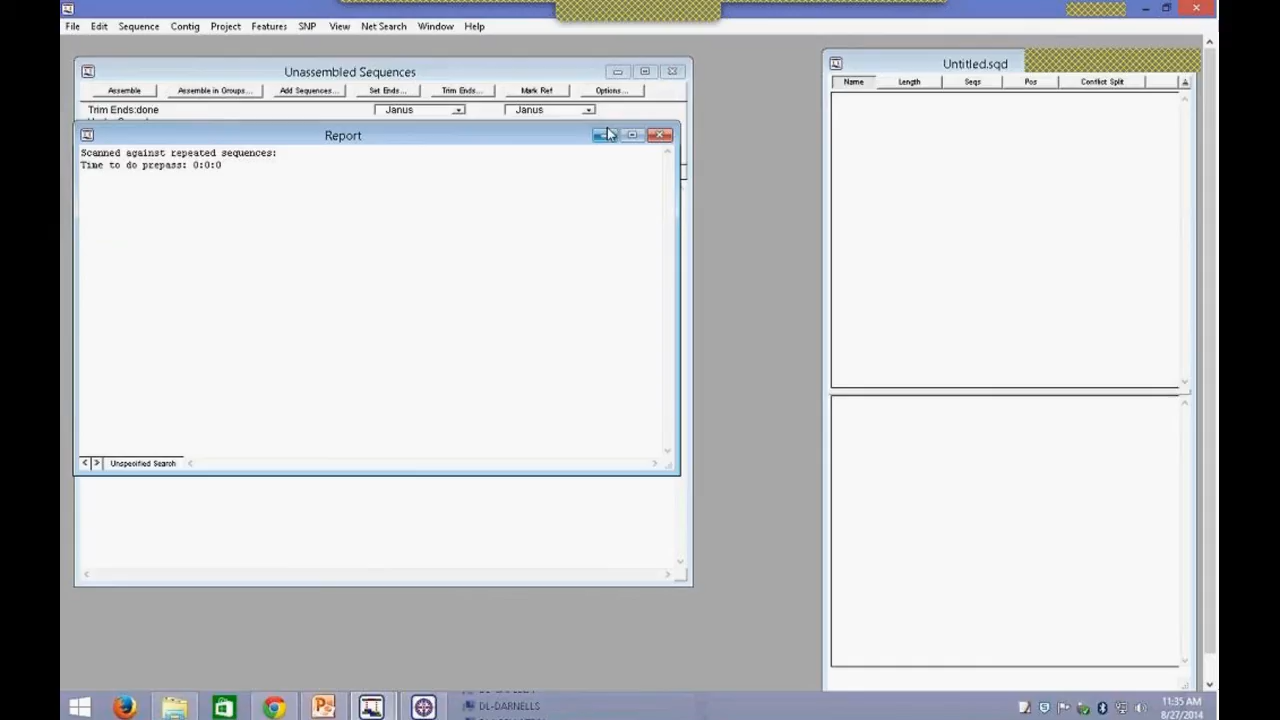 File Edit Sequence Contig Project Features SNP View Net Search Window Help
Unassembled Sequences
Assemble Assemble in Groups... Add Sequences... Set Ends... Trim Ends... Mark Ref Options...
Trim Ends:done Janus Janus
Report
Scanned against repeated sequences:
Time to do prepass: 0:0:0
Unspecified Search
Untitled.sqd
Name Length Seqs Pos Conflict Split
DL-DARNELLS
11:35 AM
8/27/2014